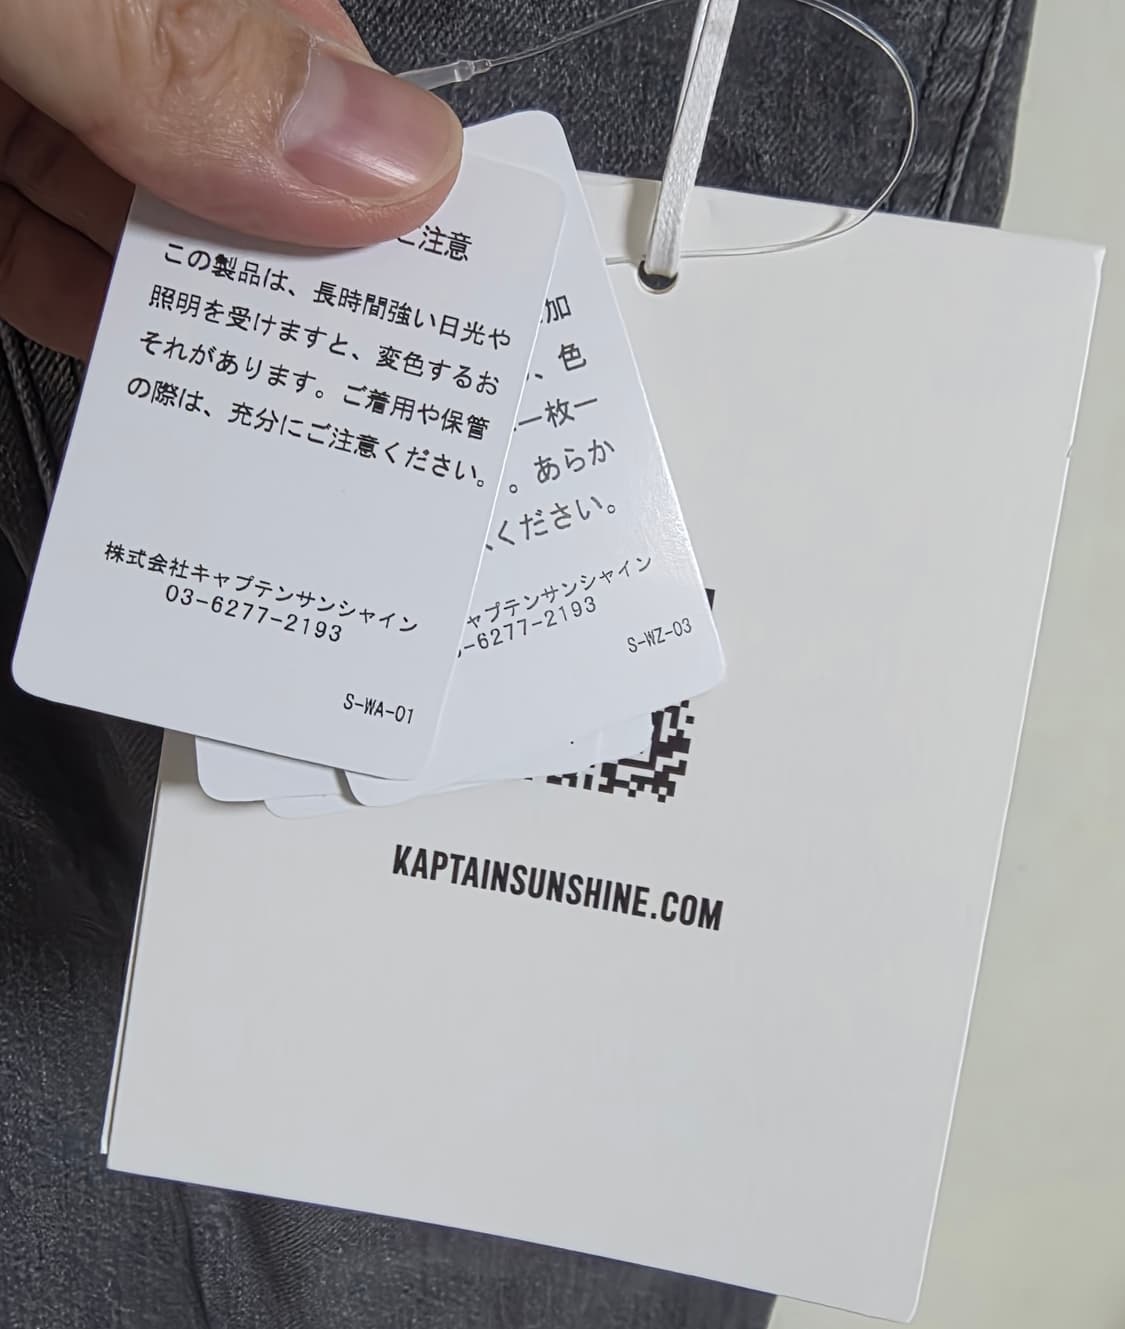 ご注意
この製品は、長時間強い日光や
照明を受けますと、変色するお
それがあります。ご着用や保管
の際は、充分にご注意ください。
株式会社キャプテンサンシャイン
03-6277-2193
S-WA-01
加
、色
一枚一
。あらか
ください。
ャプテンサンシャイン
-6277-2193
S-WZ-03
KAPTAINSUNSHINE.COM